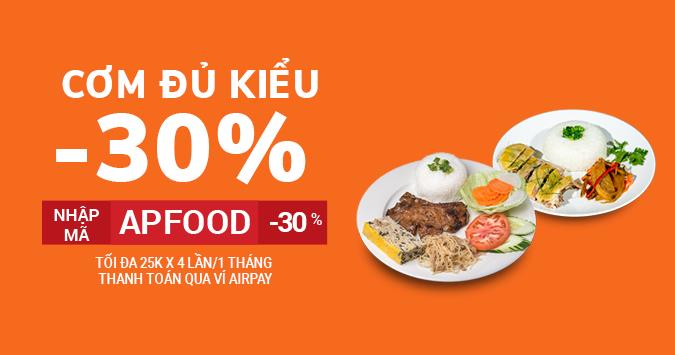 CƠM ĐỦ KIỂU
-30%
NHẬP MÃ APFOOD -30%
TỐI ĐA 25K X 4 LẦN/1 THÁNG
THANH TOÁN QUA VÍ AIRPAY